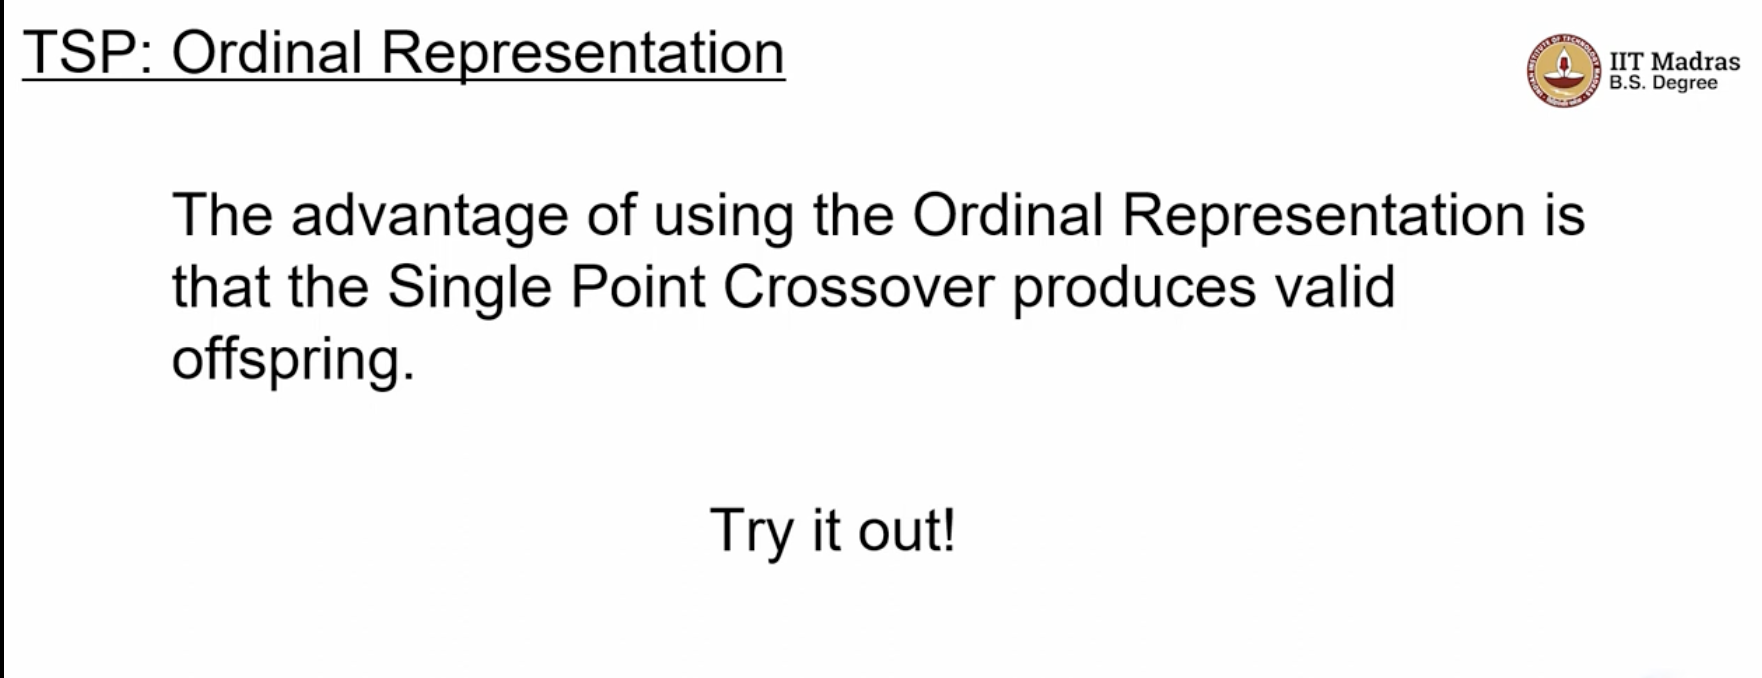 TSP: Ordinal Representation
IIT Madras
B.S. Degree
The advantage of using the Ordinal Representation is
that the Single Point Crossover produces valid
offspring.
Try it out!